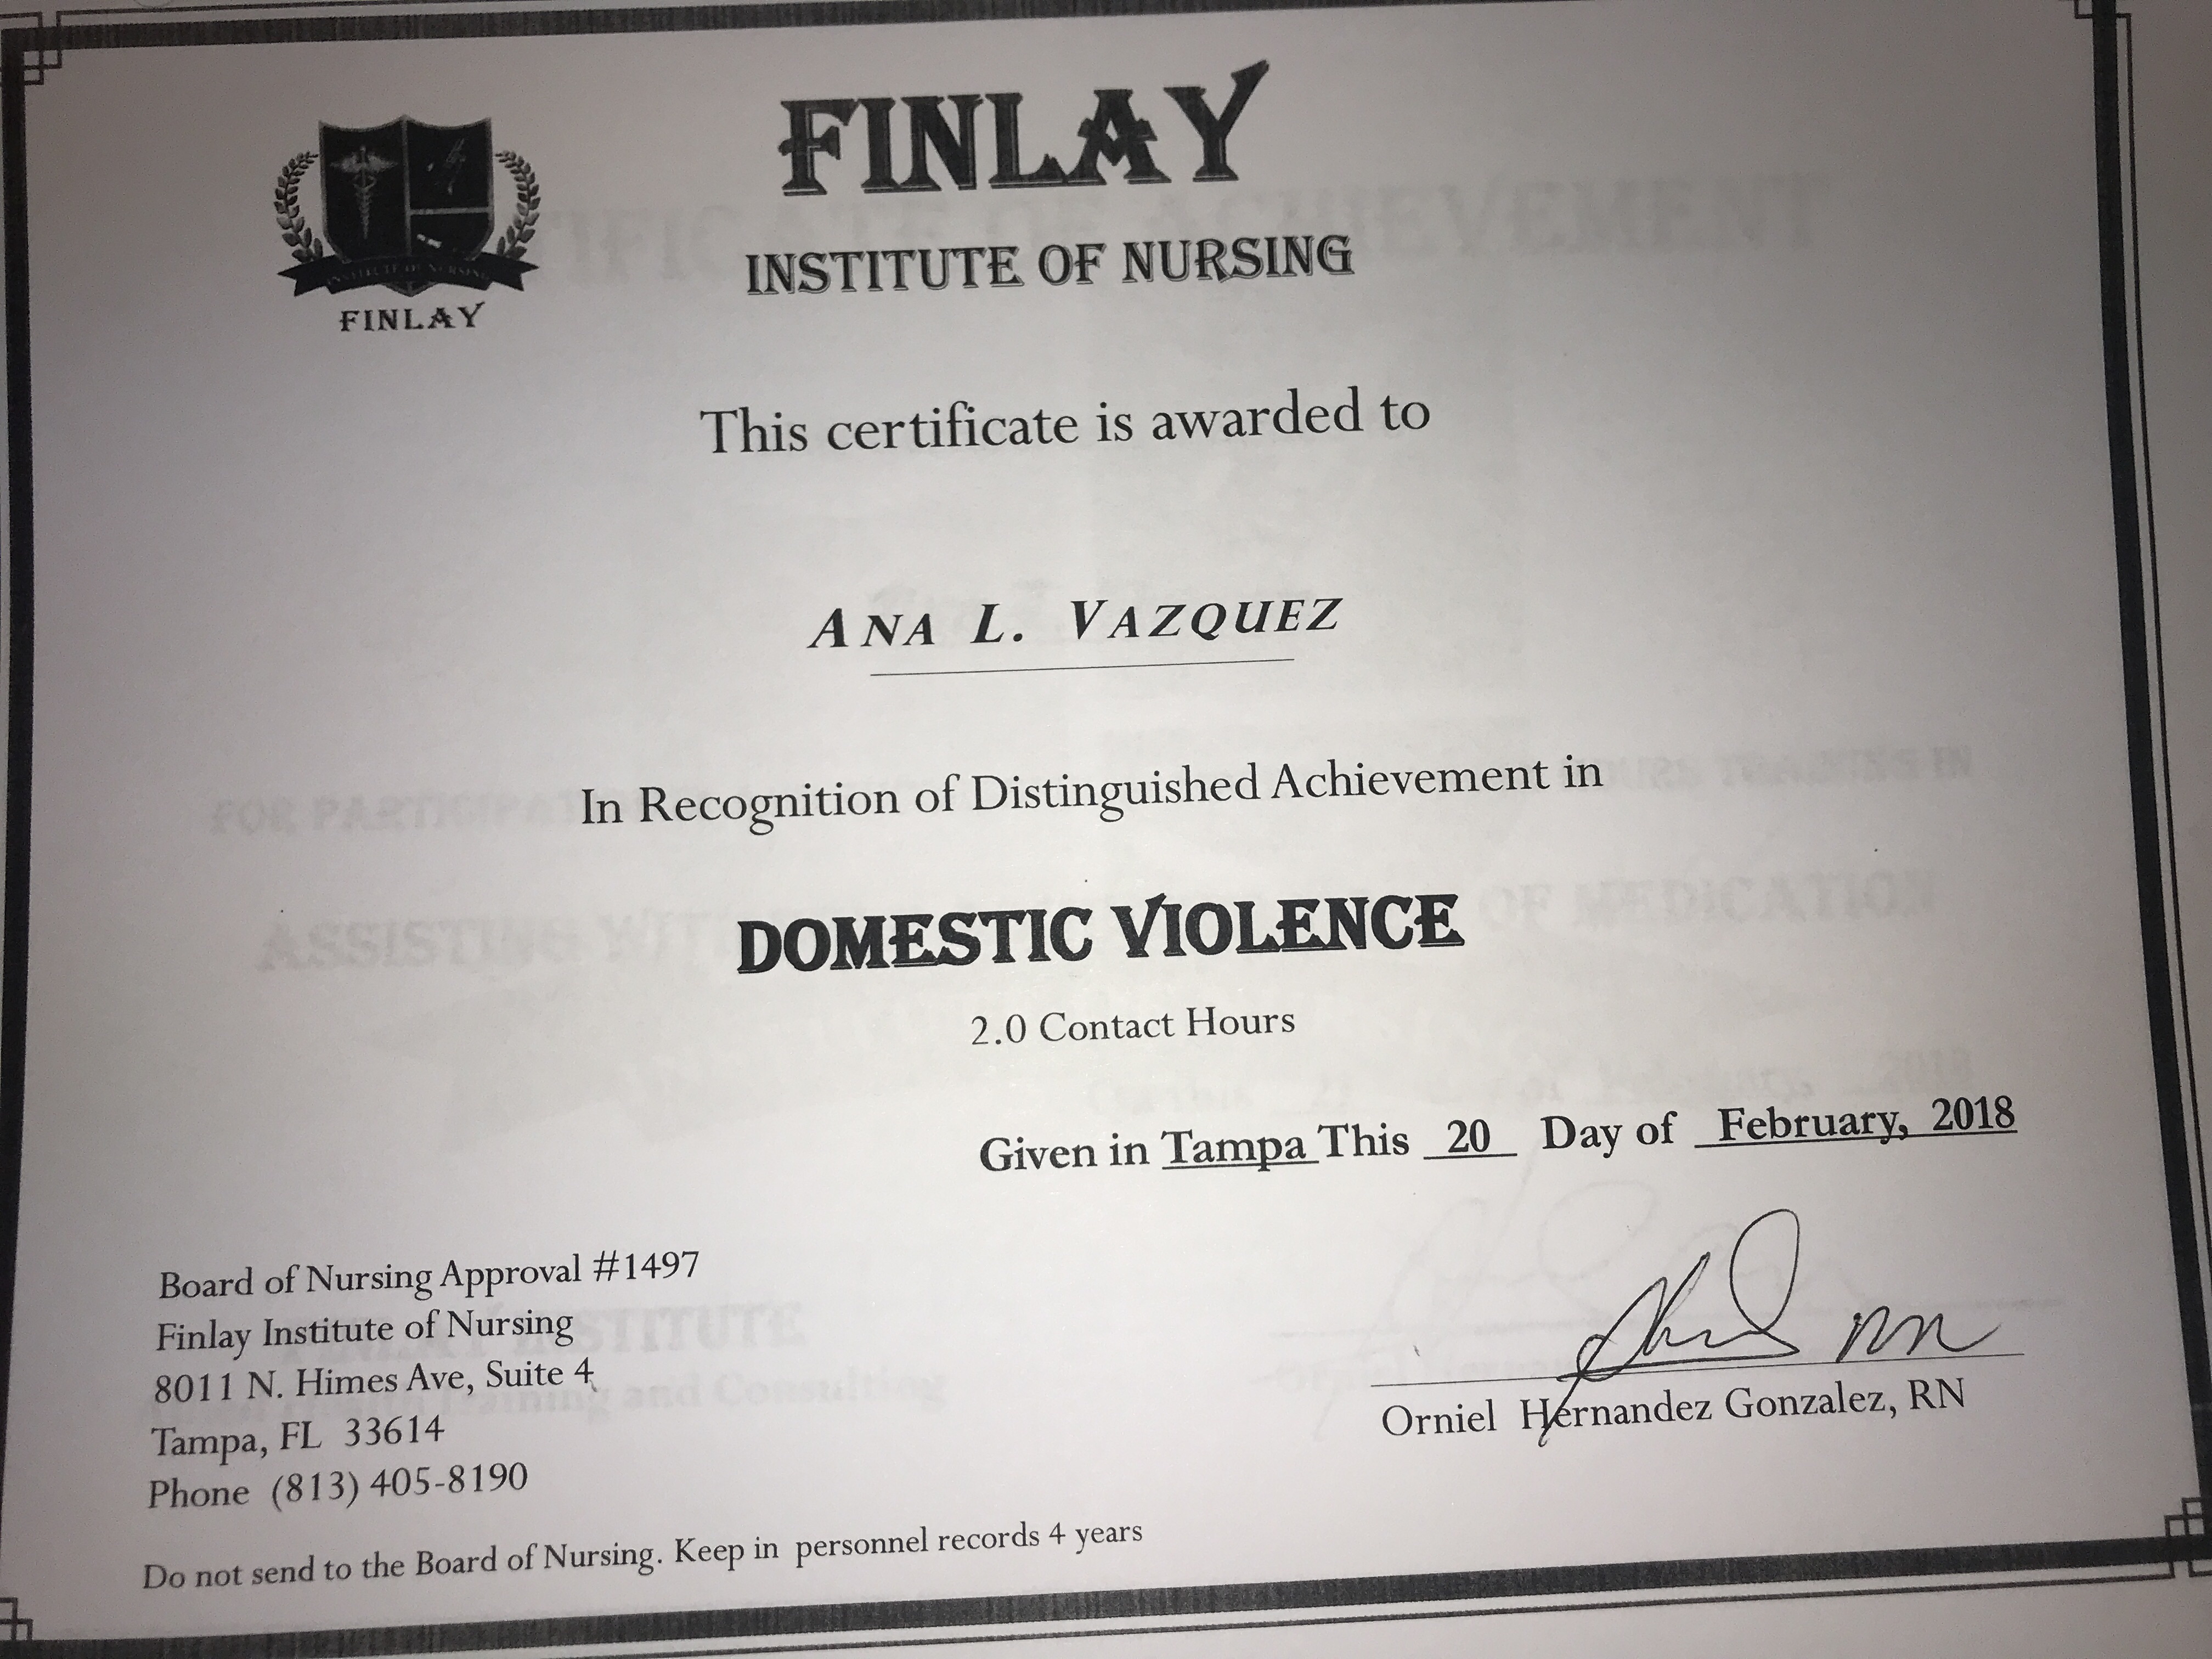 FINLAY
INSTITUTE OF NURSING
FINLAY
This certificate is awarded to
ANA L. VAZQUEZ
In Recognition of Distinguished Achievement in
DOMESTIC VIOLENCE
2.0 Contact Hours
Given in Tampa This 20 Day of February, 2018
Board of Nursing Approval #1497
Finlay Institute of Nursing
8011 N. Himes Ave, Suite 4
Tampa, FL 33614
Phone (813) 405-8190
Orniel Hernandez Gonzalez, RN
Do not send to the Board of Nursing. Keep in personnel records 4 years